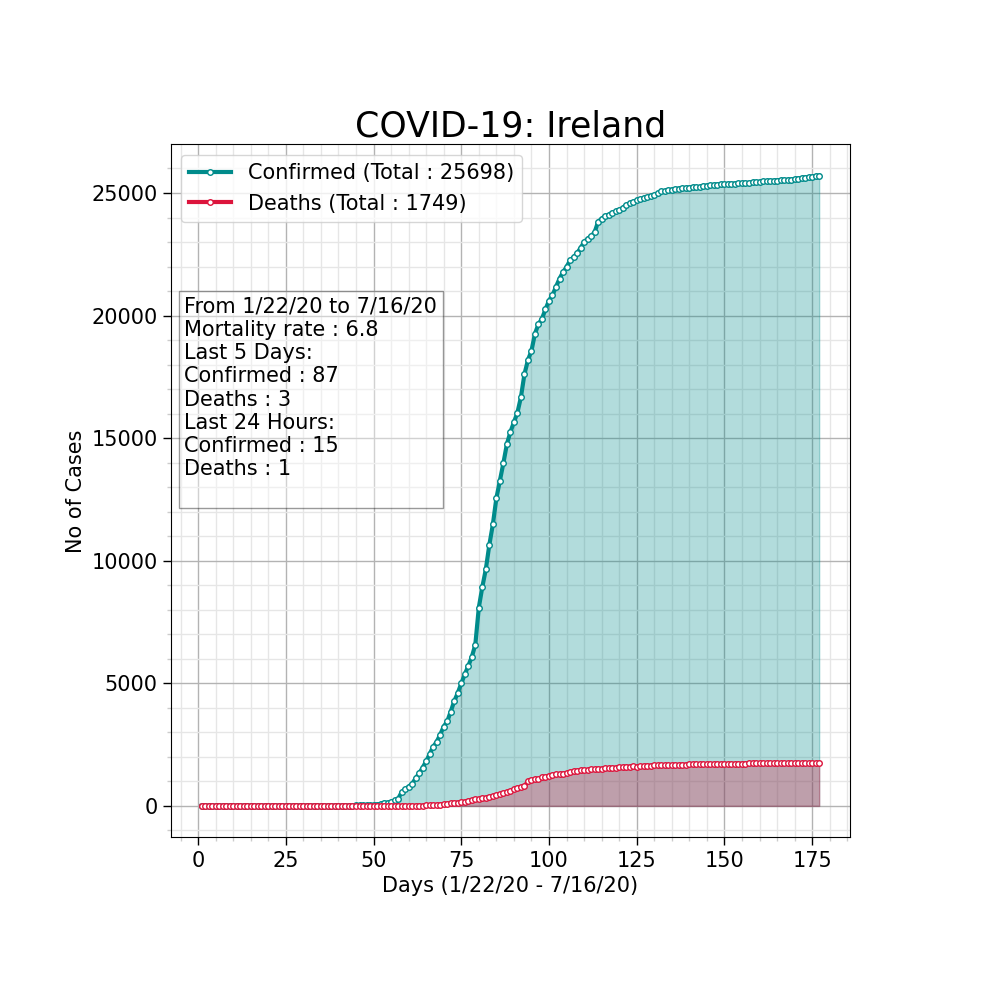 COVID-19: Ireland
Confirmed (Total : 25698)
Deaths (Total : 1749)
From 1/22/20 to 7/16/20
Mortality rate : 6.8
Last 5 Days:
Confirmed : 87
Deaths : 3
Last 24 Hours:
Confirmed : 15
Deaths : 1
No of Cases
25000
20000
15000
10000
5000
0
0 25 50 75 100 125 150 175
Days (1/22/20 - 7/16/20)